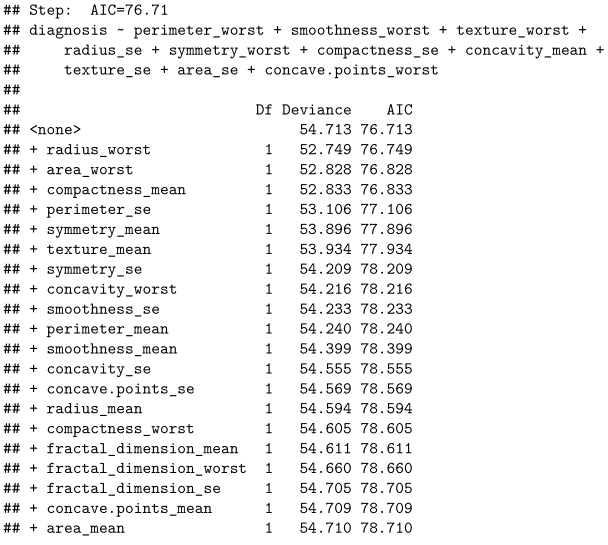 ## Step:  AIC=76.71
## diagnosis ~ perimeter_worst + smoothness_worst + texture_worst +
##     radius_se + symmetry_worst + compactness_se + concavity_mean +
##     texture_se + area_se + concave.points_worst
##
##                           Df Deviance    AIC
## <none>                         54.713 76.713
## + radius_worst             1   52.749 76.749
## + area_worst               1   52.828 76.828
## + compactness_mean         1   52.833 76.833
## + perimeter_se             1   53.106 77.106
## + symmetry_mean            1   53.896 77.896
## + texture_mean             1   53.934 77.934
## + symmetry_se              1   54.209 78.209
## + concavity_worst          1   54.216 78.216
## + smoothness_se            1   54.233 78.233
## + perimeter_mean           1   54.240 78.240
## + smoothness_mean          1   54.399 78.399
## + concavity_se             1   54.555 78.555
## + concave.points_se        1   54.569 78.569
## + radius_mean              1   54.594 78.594
## + compactness_worst        1   54.605 78.605
## + fractal_dimension_mean   1   54.611 78.611
## + fractal_dimension_worst  1   54.660 78.660
## + fractal_dimension_se     1   54.705 78.705
## + concave.points_mean      1   54.709 78.709
## + area_mean                1   54.710 78.710